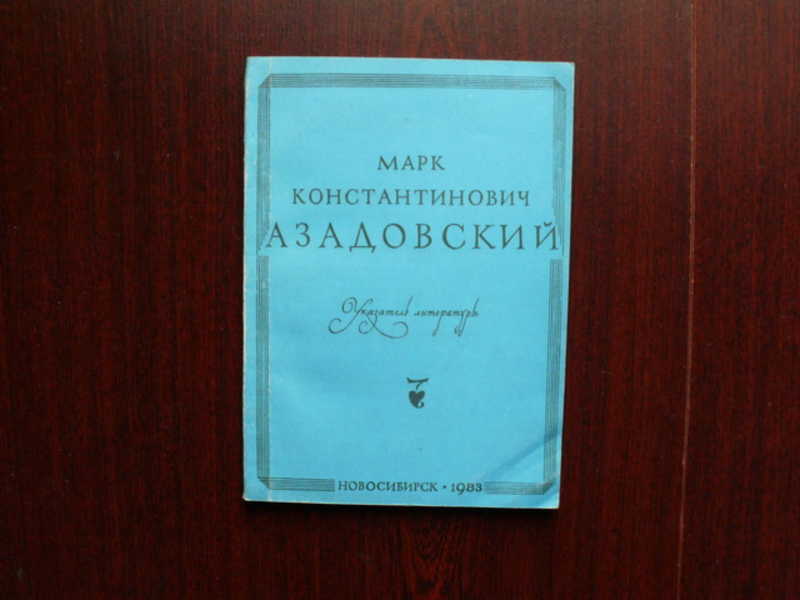 МАРК
КОНСТАНТИНОВИЧ
АЗАДОВСКИЙ
Указатель литературы
НОВОСИБИРСК • 1983